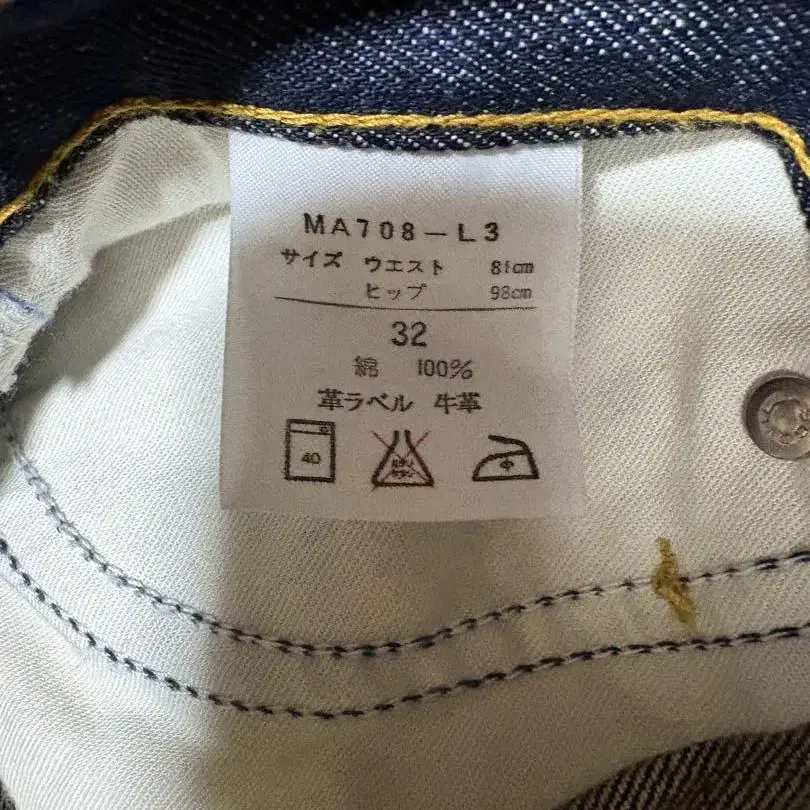 MA708－L3
サイズ ウエスト 81cm
ヒップ 98cm
32
綿 100%
革ラベル 牛革
40
中